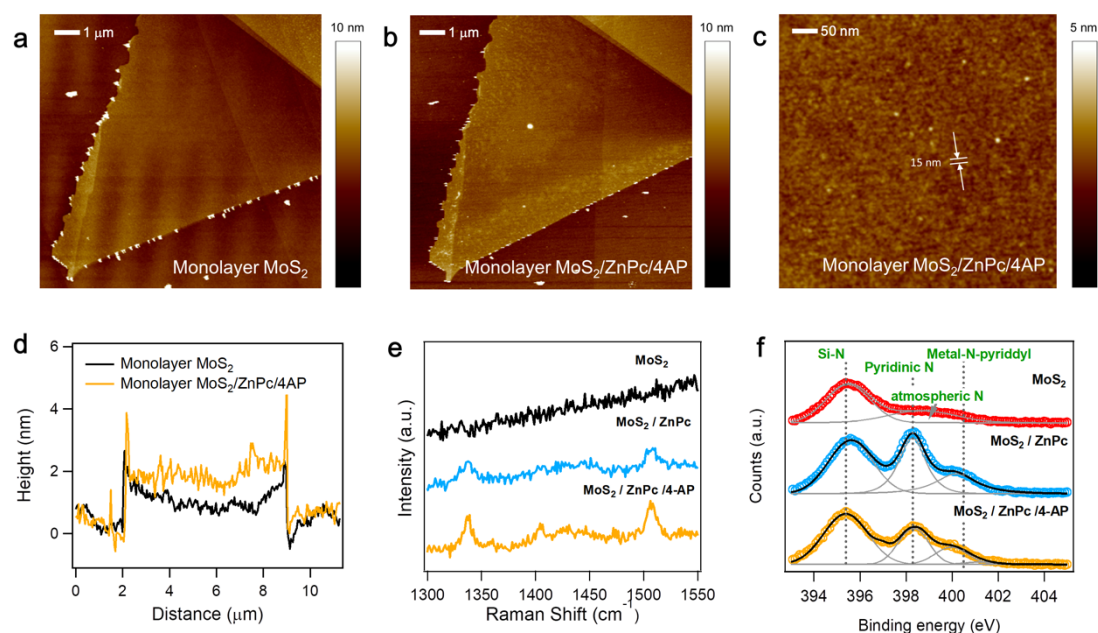 a
1 μm
10 nm
Monolayer MoS2
b
1 μm
10 nm
Monolayer MoS2/ZnPc/4AP
c
50 nm
5 nm
15 nm
Monolayer MoS2/ZnPc/4AP
d
6
4
2
0
Height (nm)
Monolayer MoS2
Monolayer MoS2/ZnPc/4AP
0 2 4 6 8 10
Distance (μm)
e
Intensity (a.u.)
MoS2
MoS2 / ZnPc
MoS2 / ZnPc /4-AP
1300 1350 1400 1450 1500 1550
Raman Shift (cm-1)
f
Counts (a.u.)
Si-N
Pyridinic N
Metal-N-pyriddyl
atmospheric N
MoS2
MoS2 / ZnPc
MoS2 / ZnPc /4-AP
394 396 398 400 402 404
Binding energy (eV)